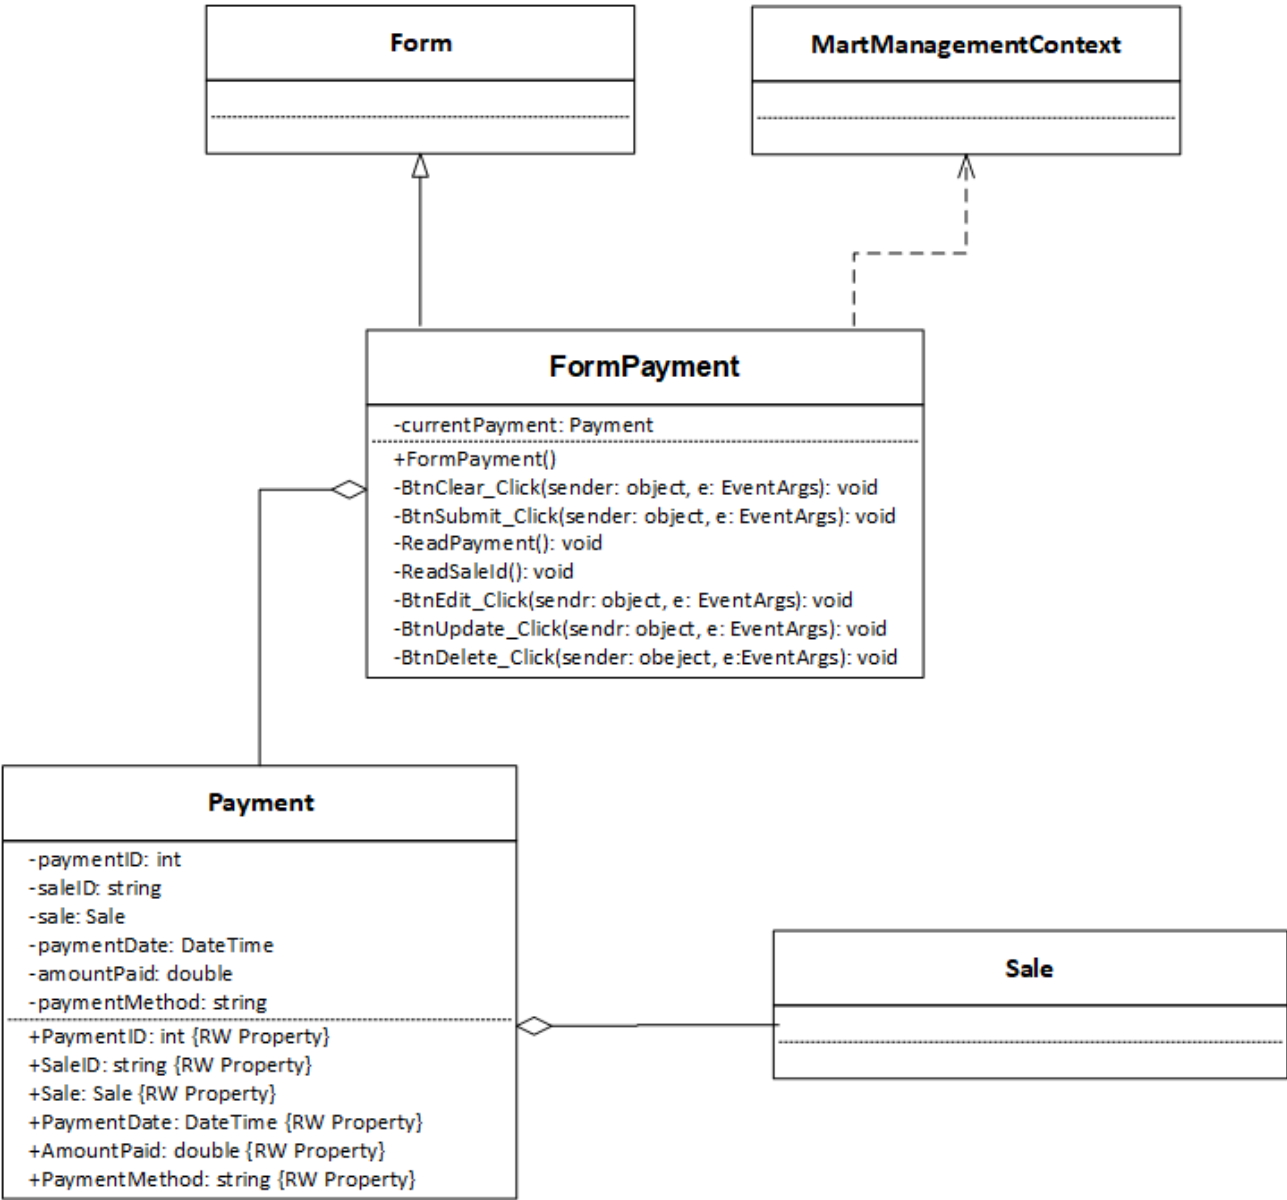 Form
MartManagementContext
FormPayment
-currentPayment: Payment
+FormPayment()
-BtnClear_Click(sender: object, e: EventArgs): void
-BtnSubmit_Click(sender: object, e: EventArgs): void
-ReadPayment(): void
-ReadSaleId(): void
-BtnEdit_Click(sendr: object, e: EventArgs): void
-BtnUpdate_Click(sendr: object, e: EventArgs): void
-BtnDelete_Click(sender: obeject, e:EventArgs): void
Payment
-paymentID: int
-saleID: string
-sale: Sale
-paymentDate: DateTime
-amountPaid: double
-paymentMethod: string
+PaymentID: int {RW Property}
+SaleID: string {RW Property}
+Sale: Sale {RW Property}
+PaymentDate: DateTime {RW Property}
+AmountPaid: double {RW Property}
+PaymentMethod: string {RW Property}
Sale